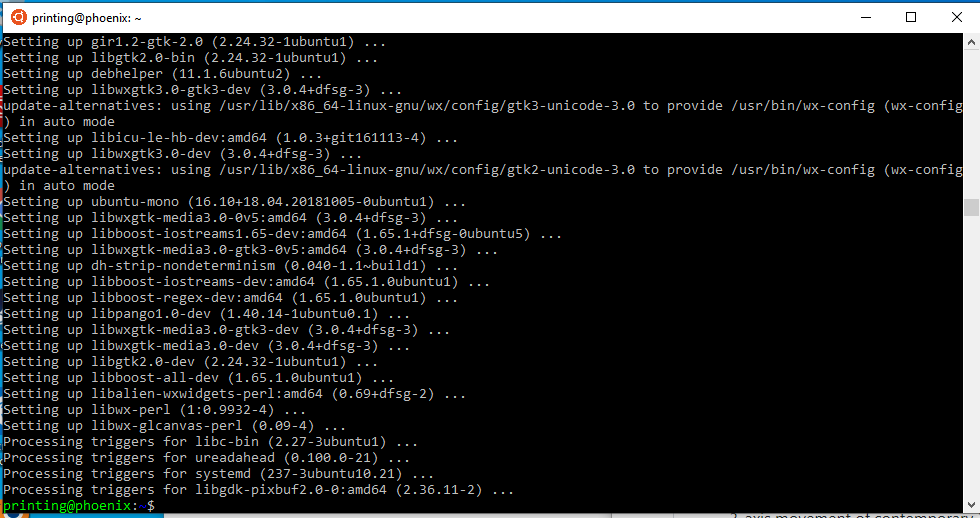 printing@phoenix: ~
Setting up gir1.2-gtk-2.0 (2.24.32-1ubuntu1) ...
Setting up libgtk2.0-bin (2.24.32-1ubuntu1) ...
Setting up debhelper (11.1.6ubuntu2) ...
Setting up libwxgtk3.0-gtk3-dev (3.0.4+dfsg-3) ...
update-alternatives: using /usr/lib/x86_64-linux-gnu/wx/config/gtk3-unicode-3.0 to provide /usr/bin/wx-config (wx-config
) in auto mode
Setting up libicu-le-hb-dev:amd64 (1.0.3+git161113-4) ...
Setting up libwxgtk3.0-dev (3.0.4+dfsg-3) ...
update-alternatives: using /usr/lib/x86_64-linux-gnu/wx/config/gtk2-unicode-3.0 to provide /usr/bin/wx-config (wx-config
) in auto mode
Setting up ubuntu-mono (16.10+18.04.20181005-0ubuntu1) ...
Setting up libwxgtk-media3.0-0v5:amd64 (3.0.4+dfsg-3) ...
Setting up libboost-iostreams1.65-dev:amd64 (1.65.1+dfsg-0ubuntu5) ...
Setting up libwxgtk-media3.0-gtk3-0v5:amd64 (3.0.4+dfsg-3) ...
Setting up dh-strip-nondeterminism (0.040-1.1~build1) ...
Setting up libboost-iostreams-dev:amd64 (1.65.1.0ubuntu1) ...
Setting up libboost-regex-dev:amd64 (1.65.1.0ubuntu1) ...
Setting up libpango1.0-dev (1.40.14-1ubuntu0.1) ...
Setting up libwxgtk-media3.0-gtk3-dev (3.0.4+dfsg-3) ...
Setting up libwxgtk-media3.0-dev (3.0.4+dfsg-3) ...
Setting up libgtk2.0-dev (2.24.32-1ubuntu1) ...
Setting up libboost-all-dev (1.65.1.0ubuntu1) ...
Setting up libalien-wxwidgets-perl:amd64 (0.69+dfsg-2) ...
Setting up libwx-perl (1:0.9932-4) ...
Setting up libwx-glcanvas-perl (0.09-4) ...
Processing triggers for libc-bin (2.27-3ubuntu1) ...
Processing triggers for ureadahead (0.100.0-21) ...
Processing triggers for systemd (237-3ubuntu10.21) ...
Processing triggers for libgdk-pixbuf2.0-0:amd64 (2.36.11-2) ...
printing@phoenix:~$